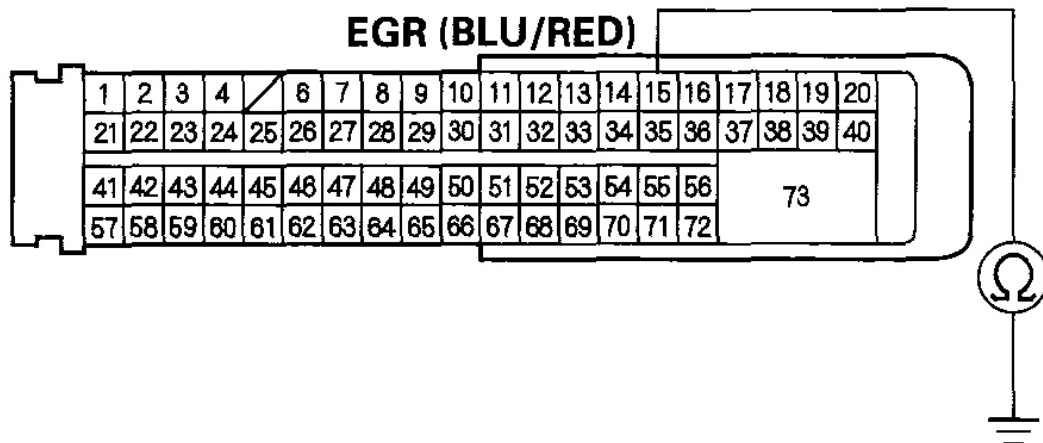 EGR (BLU/RED)
1 2 3 4 6 7 8 9 10 11 12 13 14 15 16 17 18 19 20
21 22 23 24 25 26 27 28 29 30 31 32 33 34 35 36 37 38 39 40
41 42 43 44 45 46 47 48 49 50 51 52 53 54 55 56
73
57 58 59 60 61 62 63 64 65 66 67 68 69 70 71 72
Ω